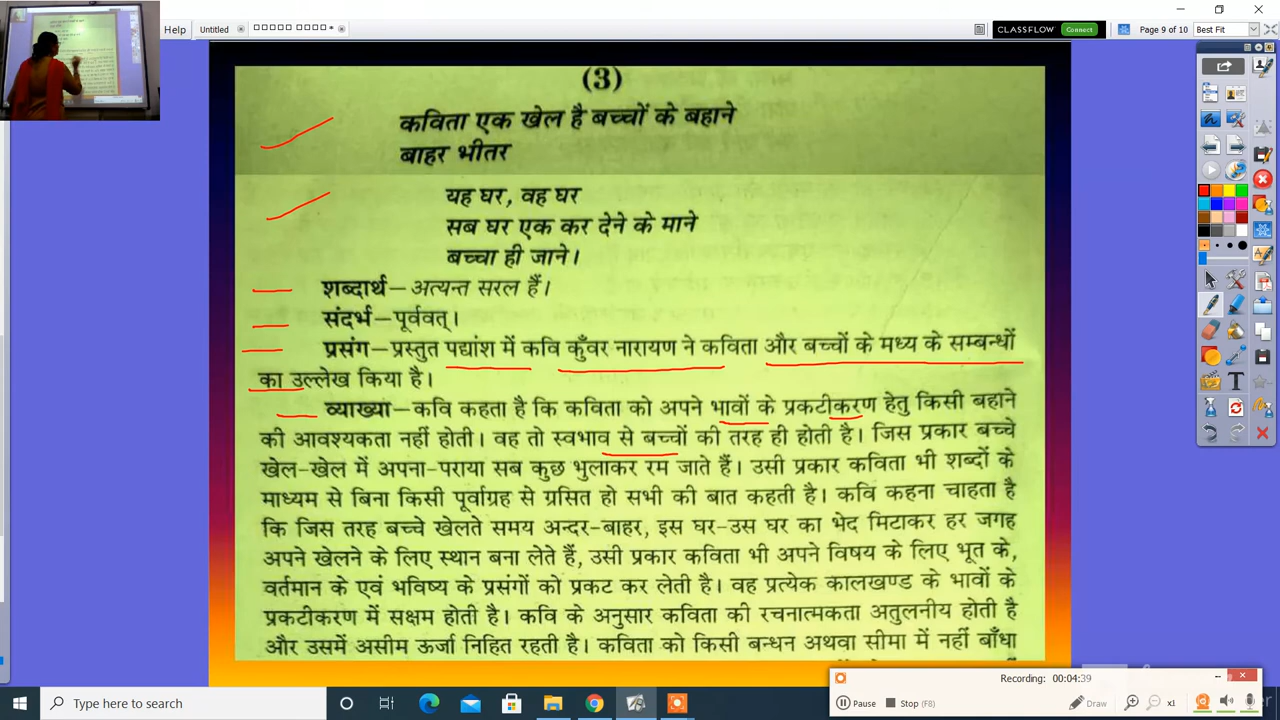 Help
Untitled
CLASSFLOW
Connect
Page 9 of 10
Best Fit
(3)
कविता एक खेल है बच्चों के बहाने
बाहर भीतर
यह घर, वह घर
सब घर एक कर देने के माने
बच्चा ही जाने।
शब्दार्थ–अत्यन्त सरल हैं।
संदर्भ–पूर्ववत्।
प्रसंग–प्रस्तुत पद्यांश में कवि कुँवर नारायण ने कविता और बच्चों के मध्य के सम्बन्धों
का उल्लेख किया है।
व्याख्या–कवि कहता है कि कविता को अपने भावों के प्रकटीकरण हेतु किसी बहाने
की आवश्यकता नहीं होती। वह तो स्वभाव से बच्चों की तरह ही होती है। जिस प्रकार बच्चे
खेल-खेल में अपना-पराया सब कुछ भुलाकर रम जाते हैं। उसी प्रकार कविता भी शब्दों के
माध्यम से बिना किसी पूर्वाग्रह से ग्रसित हो सभी की बात कहती है। कवि कहना चाहता है
कि जिस तरह बच्चे खेलते समय अन्दर-बाहर, इस घर-उस घर का भेद मिटाकर हर जगह
अपने खेलने के लिए स्थान बना लेते हैं, उसी प्रकार कविता भी अपने विषय के लिए भूत के,
वर्तमान के एवं भविष्य के प्रसंगों को प्रकट कर लेती है। वह प्रत्येक कालखण्ड के भावों के
प्रकटीकरण में सक्षम होती है। कवि के अनुसार कविता की रचनात्मकता अतुलनीय होती है
और उसमें असीम ऊर्जा निहित रहती है। कविता को किसी बन्धन अथवा सीमा में नहीं बाँधा
Recording: 00:04:39
Pause
Stop (F8)
Draw
x1
Type here to search